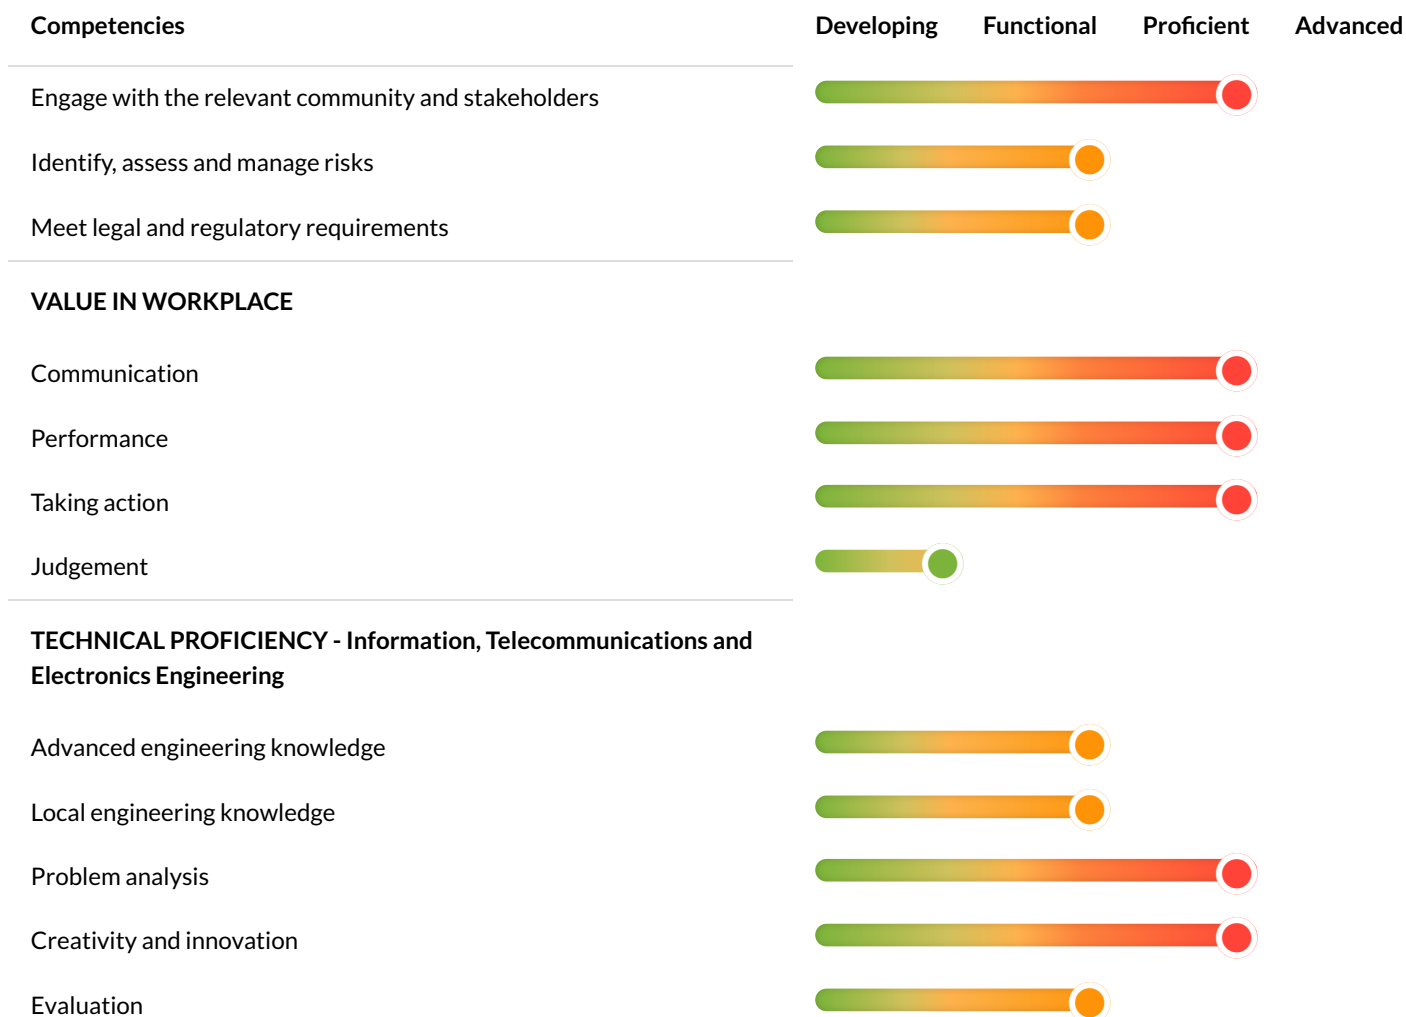 Competencies Developing Functional Proficient Advanced
Engage with the relevant community and stakeholders
Identify, assess and manage risks
Meet legal and regulatory requirements
VALUE IN WORKPLACE
Communication
Performance
Taking action
Judgement
TECHNICAL PROFICIENCY - Information, Telecommunications and
Electronics Engineering
Advanced engineering knowledge
Local engineering knowledge
Problem analysis
Creativity and innovation
Evaluation